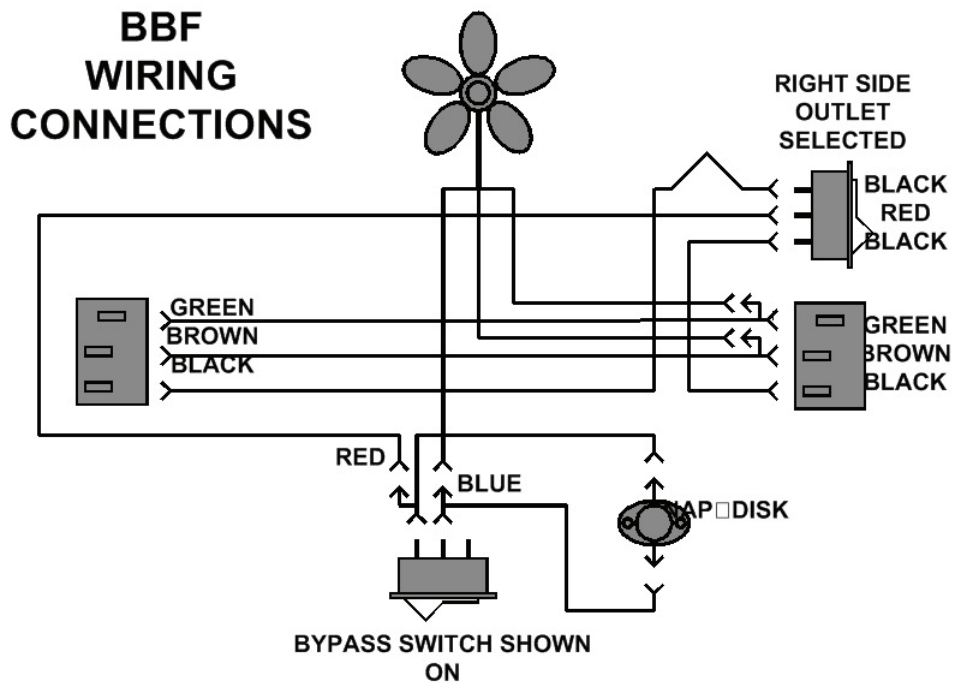 BBF
WIRING
CONNECTIONS
RIGHT SIDE
OUTLET
SELECTED
BLACK
RED
BLACK
GREEN
BROWN
BLACK
GREEN
BROWN
BLACK
RED
BLUE
NAP□DISK
BYPASS SWITCH SHOWN
ON